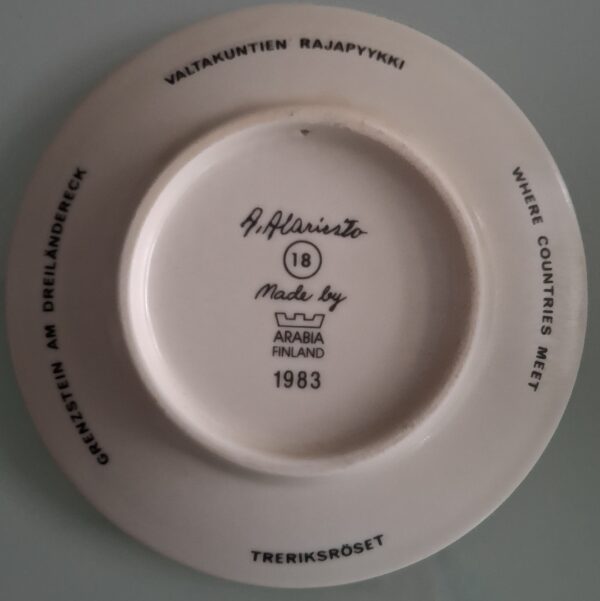 VALTAKUNTIEN RAJAPYYKKI
WHERE COUNTRIES MEET
TRERIKSRÖSET
GRENZSTEIN AM DREILÄNDERECK
A. Alariesto
18
Made by
ARABIA
FINLAND
1983